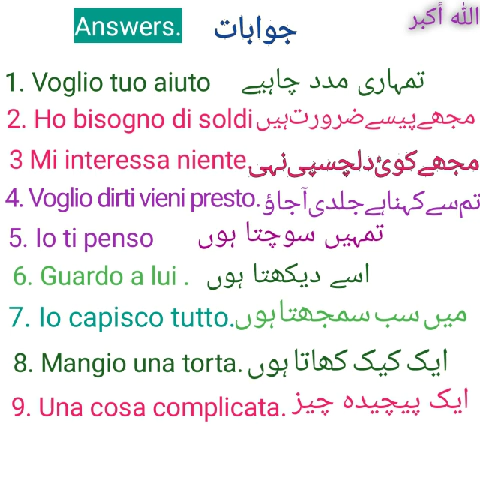 اللّٰه أكبر
Answers. جوابات
1. Voglio tuo aiuto تمہاری مدد چاہیے
2. Ho bisogno di soldi مجھے پیسے ضرورت ہیں
3 Mi interessa niente. مجھے کوئ دلچسپی نہی
4. Voglio dirti vieni presto. تم سے کہنا ہے جلدی آجاؤ
5. Io ti penso تمہیں سوچتا ہوں
6. Guardo a lui . اسے دیکھتا ہوں
7. Io capisco tutto. میں سب سمجھتا ہوں
8. Mangio una torta. ایک کیک کھاتا ہوں
9. Una cosa complicata. ایک پیچیدہ چیز